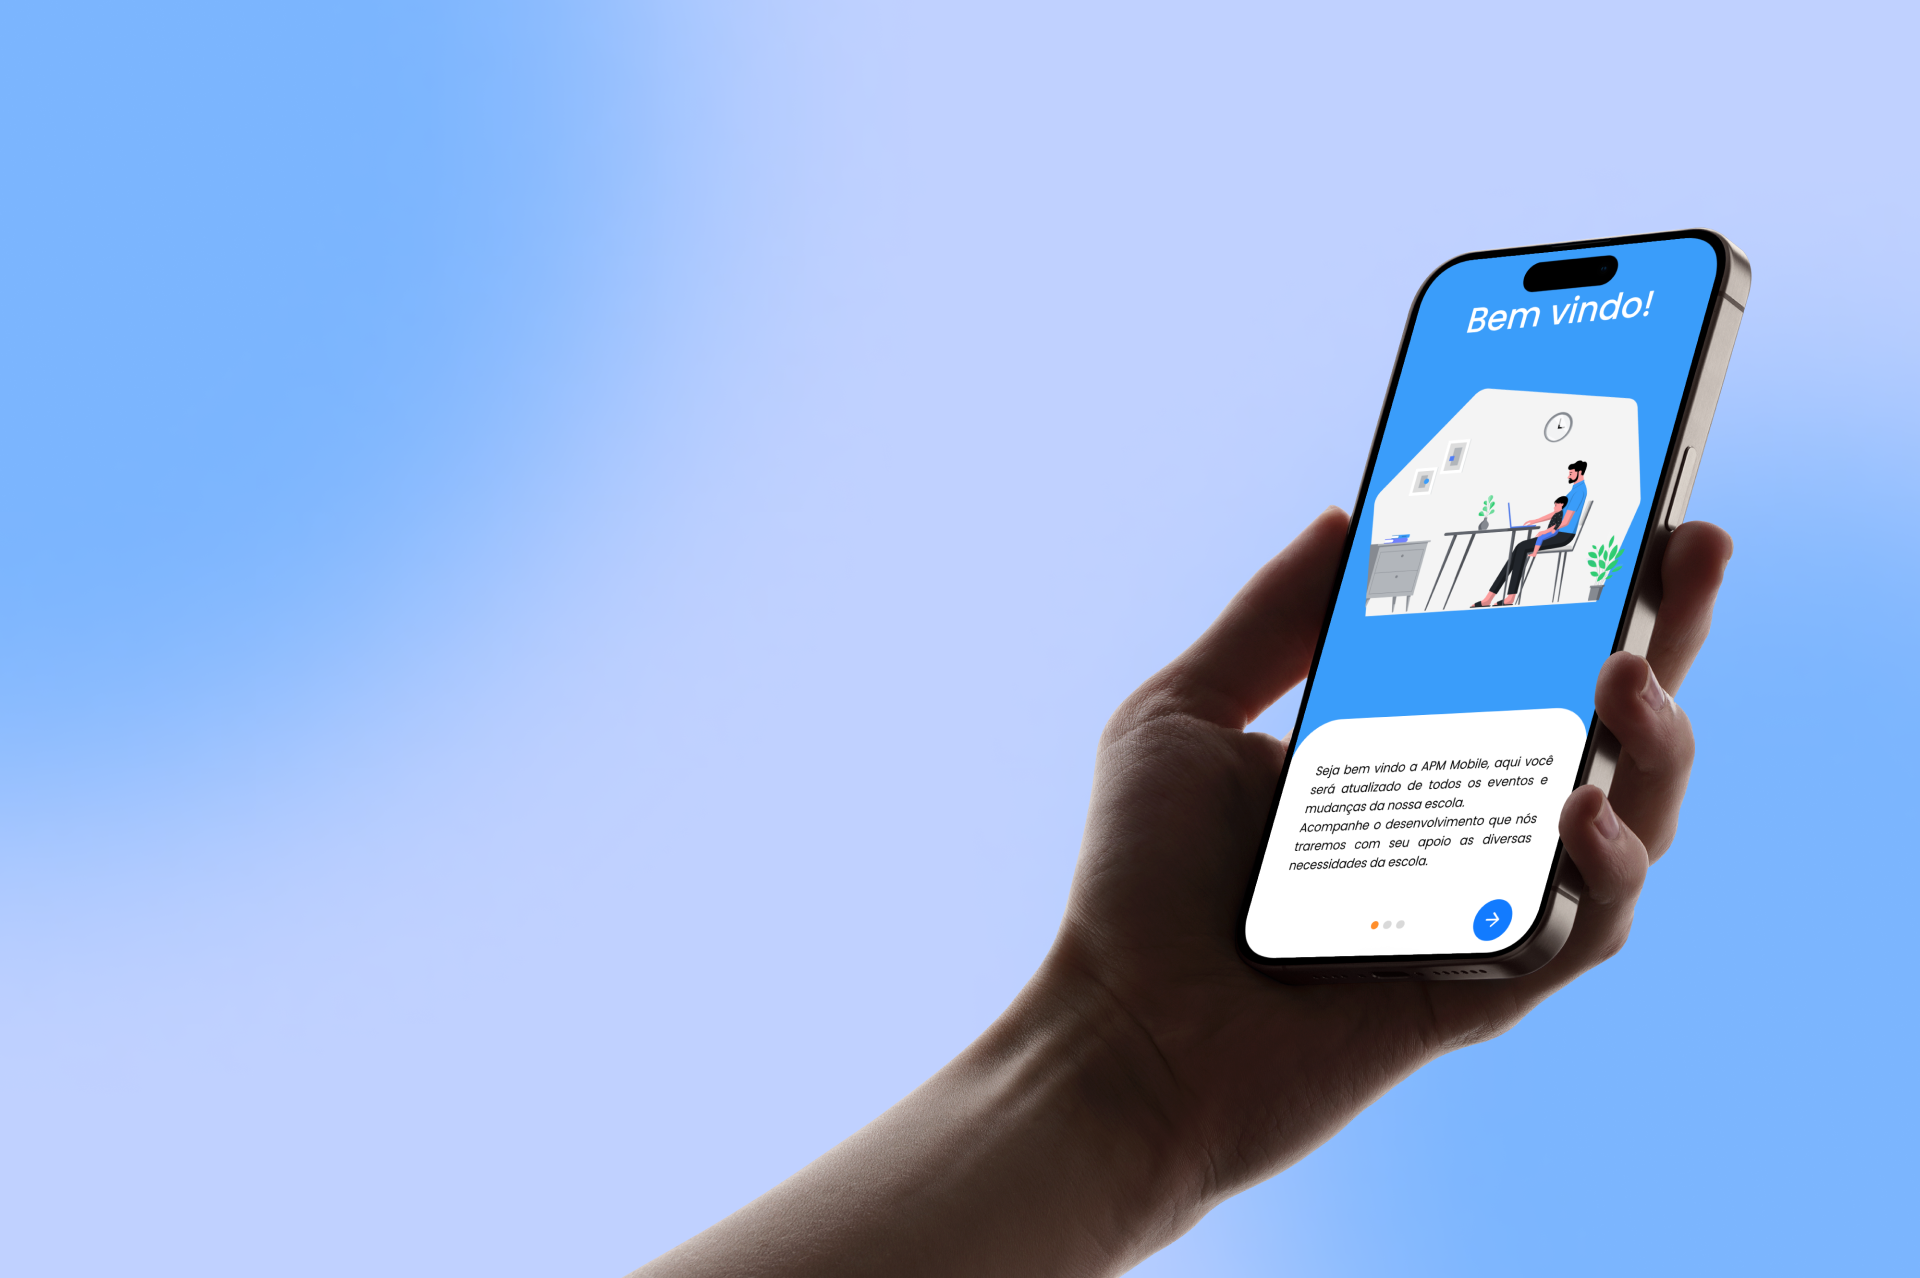 Bem vindo!
Seja bem vindo a APM Mobile, aqui você
será atualizado de todos os eventos e
mudanças da nossa escola.
Acompanhe o desenvolvimento que nós
traremos com seu apoio as diversas
necessidades da escola.